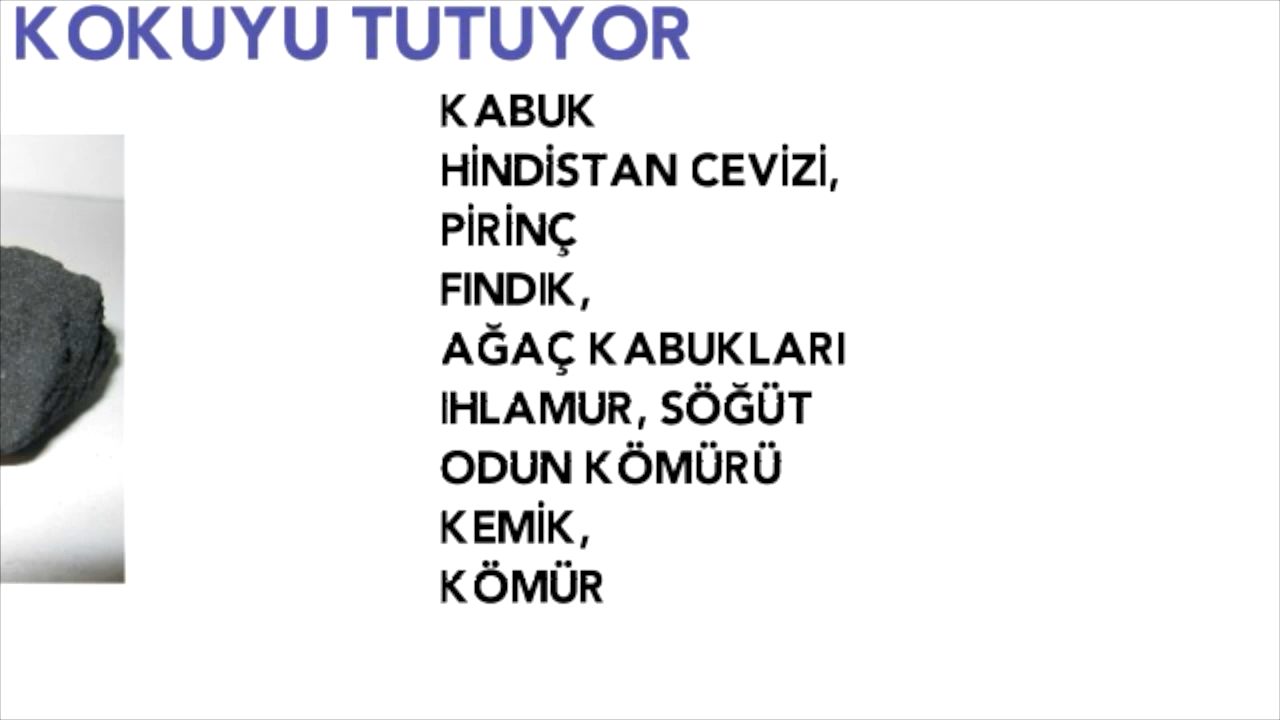 KOKUYU TUTUYOR
KABUK
HİNDİSTAN CEVİZİ,
PİRİNÇ
FINDIK,
AĞAÇ KABUKLARI
IHLAMUR, SÖĞÜT
ODUN KÖMÜRÜ
KEMİK,
KÖMÜR